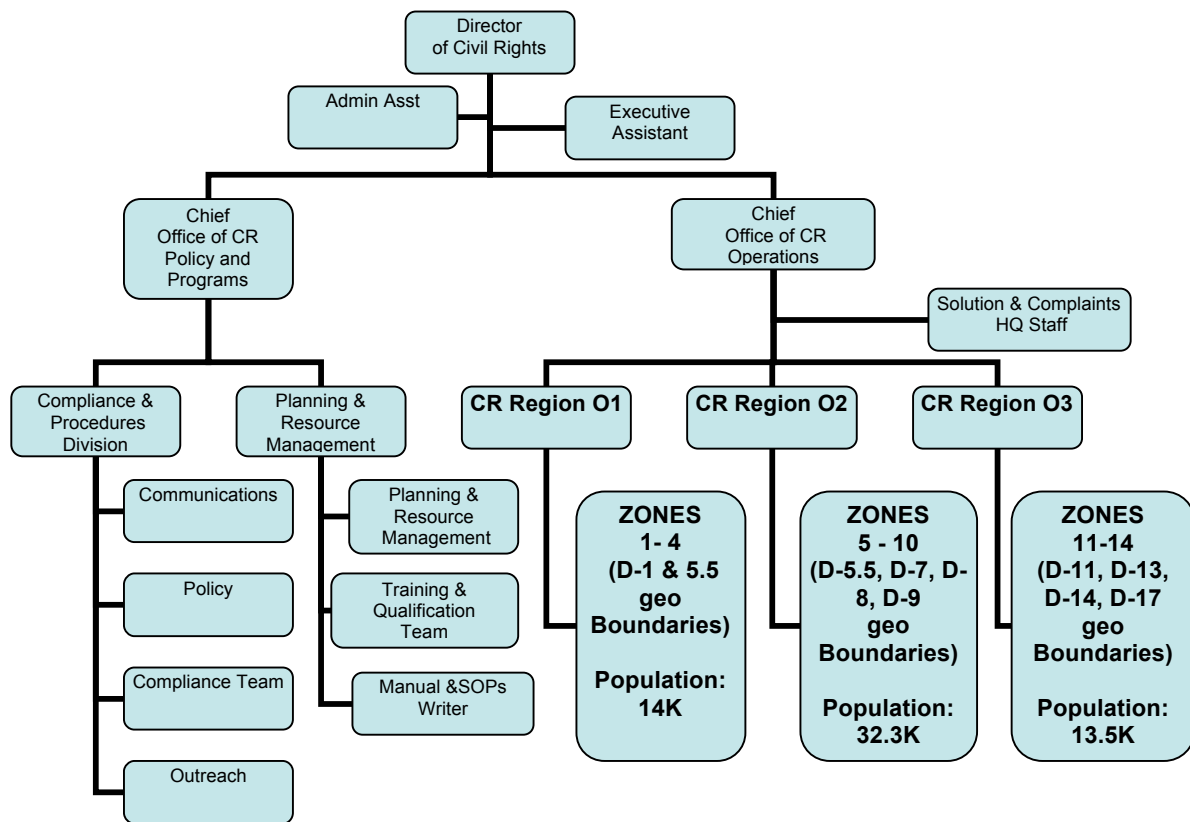 Director
of Civil Rights
Admin Asst
Executive
Assistant
Chief
Office of CR
Policy and
Programs
Chief
Office of CR
Operations
Solution & Complaints
HQ Staff
Compliance &
Procedures
Division
Planning &
Resource
Management
CR Region O1
CR Region O2
CR Region O3
Communications
Policy
Compliance Team
Outreach
Planning &
Resource
Management
Training &
Qualification
Team
Manual &SOPs
Writer
ZONES
1- 4
(D-1 & 5.5
geo
Boundaries)
Population:
14K
ZONES
5 - 10
(D-5.5, D-7, D-
8, D-9
geo
Boundaries)
Population:
32.3K
ZONES
11-14
(D-11, D-13,
D-14, D-17
geo
Boundaries)
Population:
13.5K